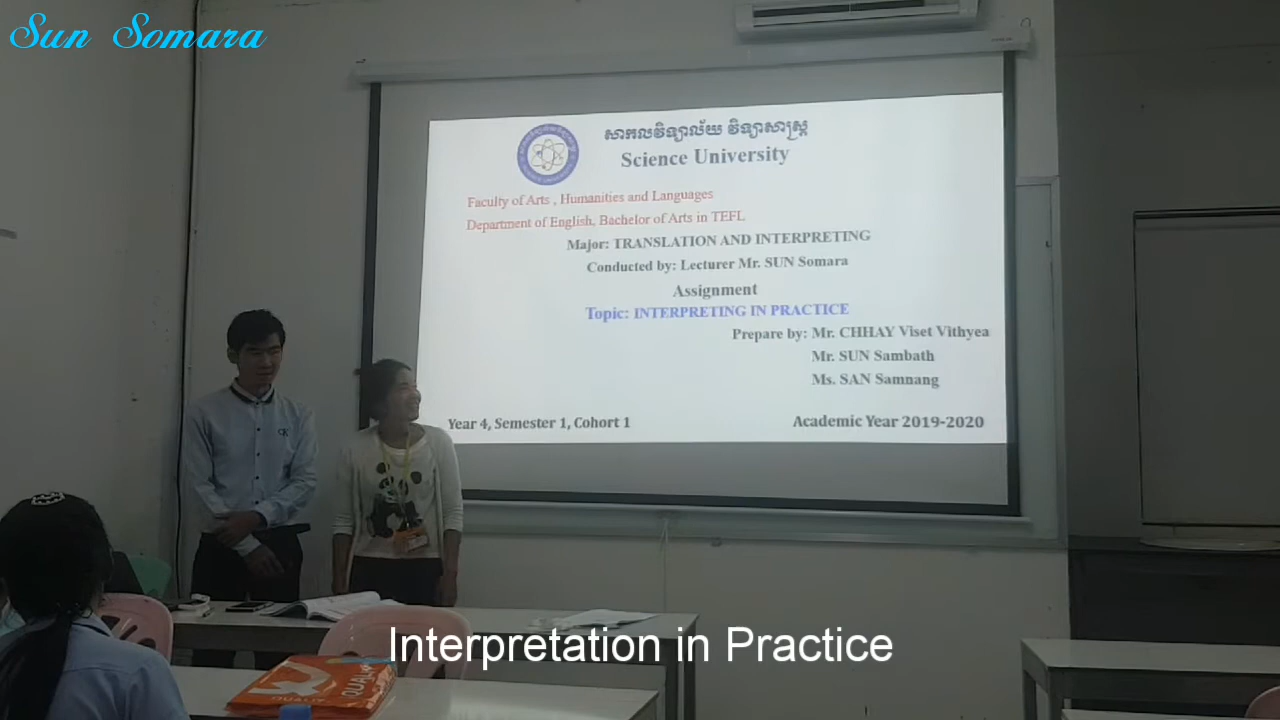 Sun Somara
សាកលវិទ្យាល័យ វិទ្យាសាស្ត្រ
Science University
Faculty of Arts , Humanities and Languages
Department of English, Bachelor of Arts in TEFL
Major: TRANSLATION AND INTERPRETING
Conducted by: Lecturer Mr. SUN Somara
Assignment
Topic: INTERPRETING IN PRACTICE
Prepare by: Mr. CHHAY Viset Vithyea
Mr. SUN Sambath
Ms. SAN Samnang
Year 4, Semester 1, Cohort 1
Academic Year 2019-2020
Interpretation in Practice